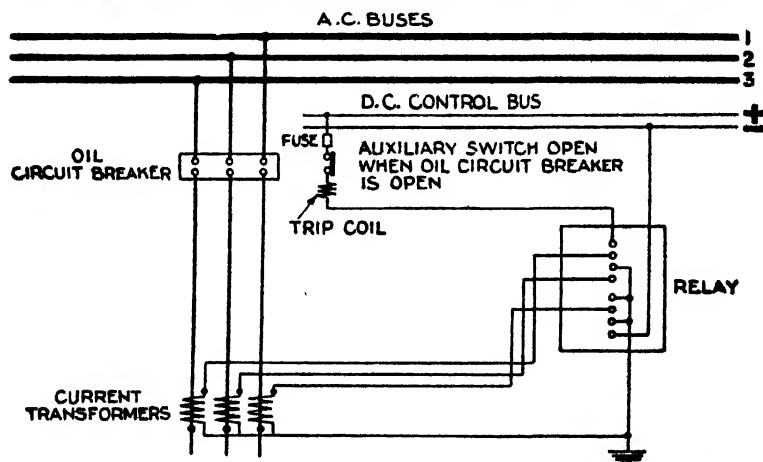 A.C. BUSES
1
2
3
D.C. CONTROL BUS
+
−
FUSE
AUXILIARY SWITCH OPEN
WHEN OIL CIRCUIT BREAKER
IS OPEN
OIL
CIRCUIT BREAKER
TRIP COIL
RELAY
CURRENT
TRANSFORMERS